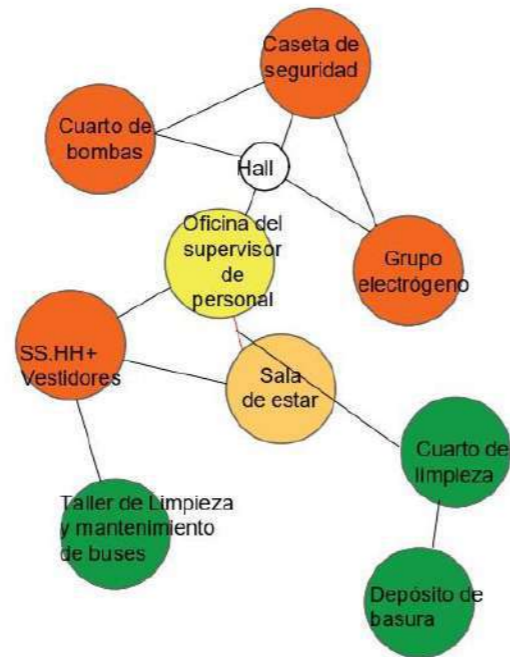 Caseta de
seguridad
Cuarto de
bombas
Hall
Oficina del
supervisor
de
personal
Grupo
electrógeno
SS.HH+
Vestidores
Sala
de estar
Cuarto de
limpieza
Taller de Limpieza
y mantenimiento
de buses
Depósito de
basura